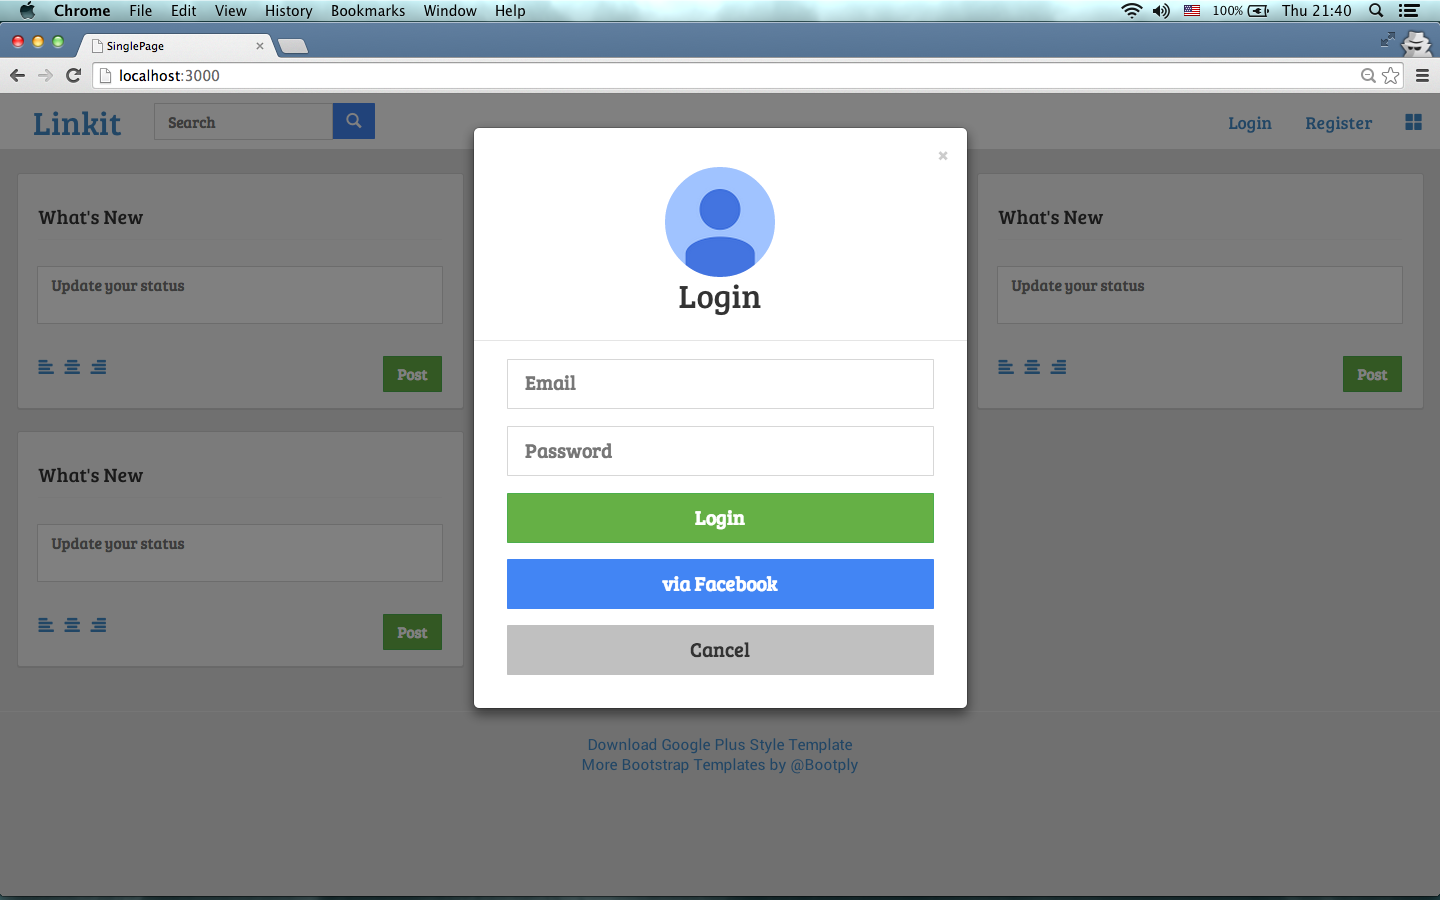 Chrome File Edit View History Bookmarks Window Help 100% Thu 21:40
SinglePage
localhost:3000
Linkit Search Login Register
×
What's New
Update your status
Post
What's New
Update your status
Post
What's New
Update your status
Post
Login
Email
Password
Login
via Facebook
Cancel
Download Google Plus Style Template
More Bootstrap Templates by @Bootply